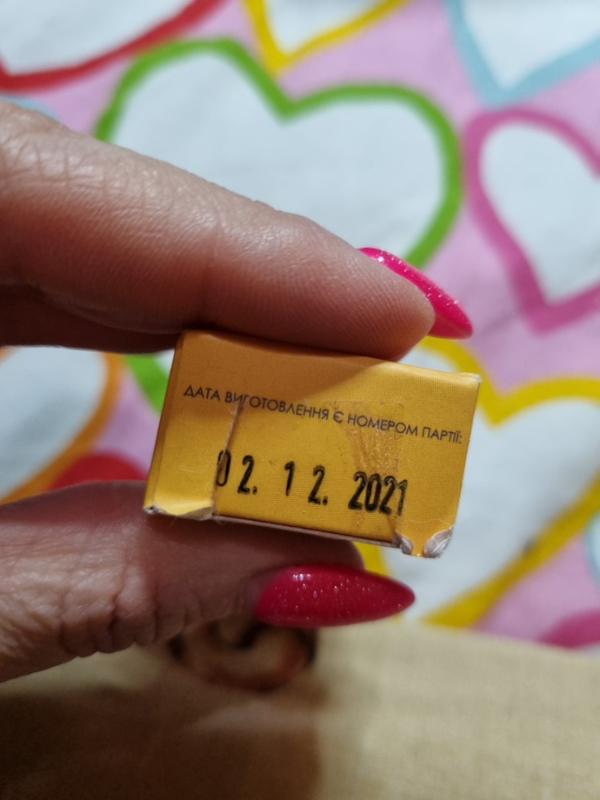 ДАТА ВИГОТОВЛЕННЯ Є НОМЕРОМ ПАРТІЇ:
02. 12. 2021